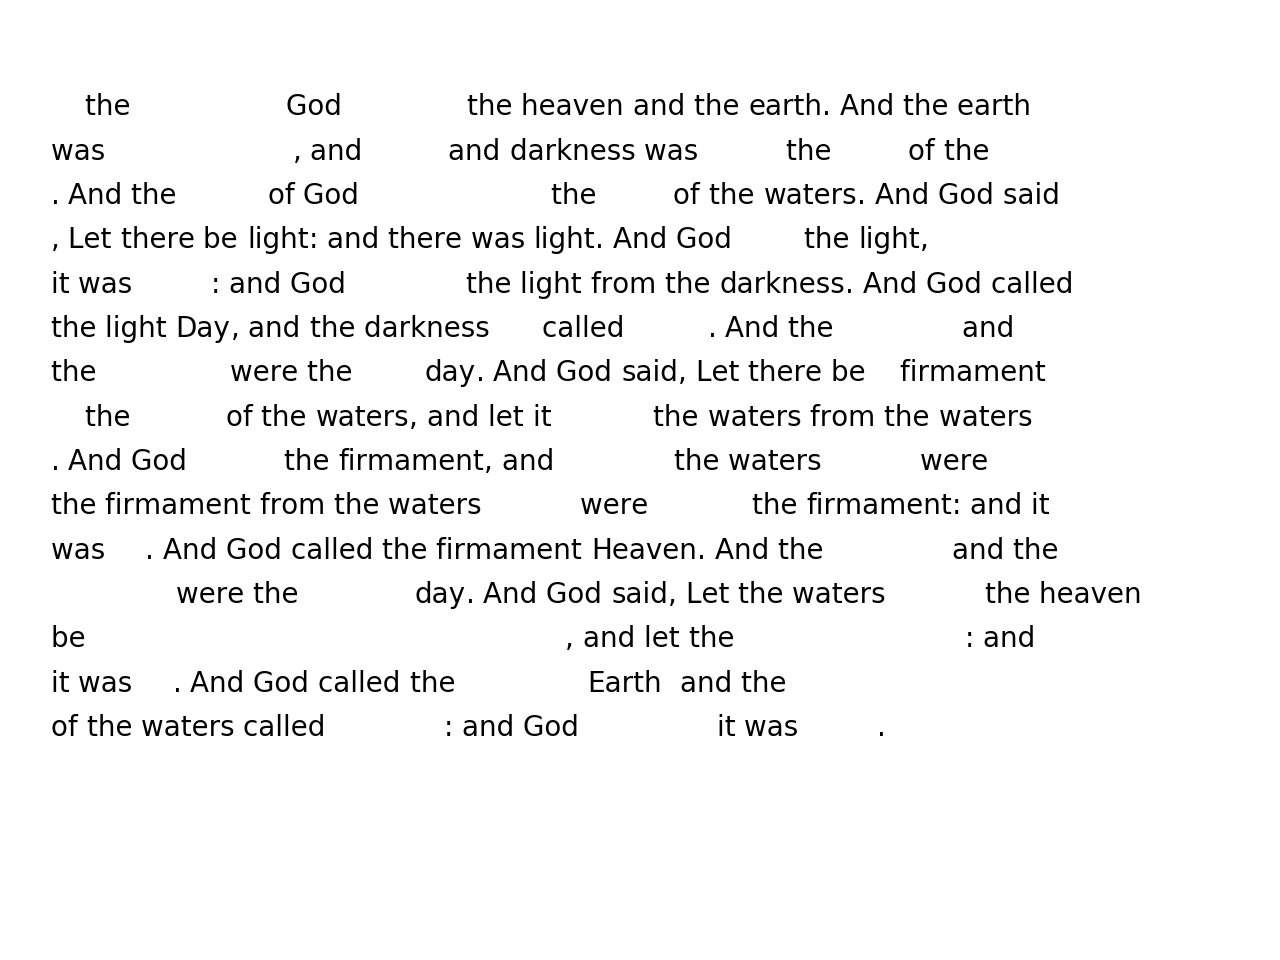 the God the heaven and the earth. And the earth
was , and and darkness was the of the
. And the of God the of the waters. And God said
, Let there be light: and there was light. And God the light,
it was : and God the light from the darkness. And God called
the light Day, and the darkness called . And the and
the were the day. And God said, Let there be firmament
the of the waters, and let it the waters from the waters
. And God the firmament, and the waters were
the firmament from the waters were the firmament: and it
was . And God called the firmament Heaven. And the and the
were the day. And God said, Let the waters the heaven
be , and let the : and
it was . And God called the Earth and the
of the waters called : and God it was .